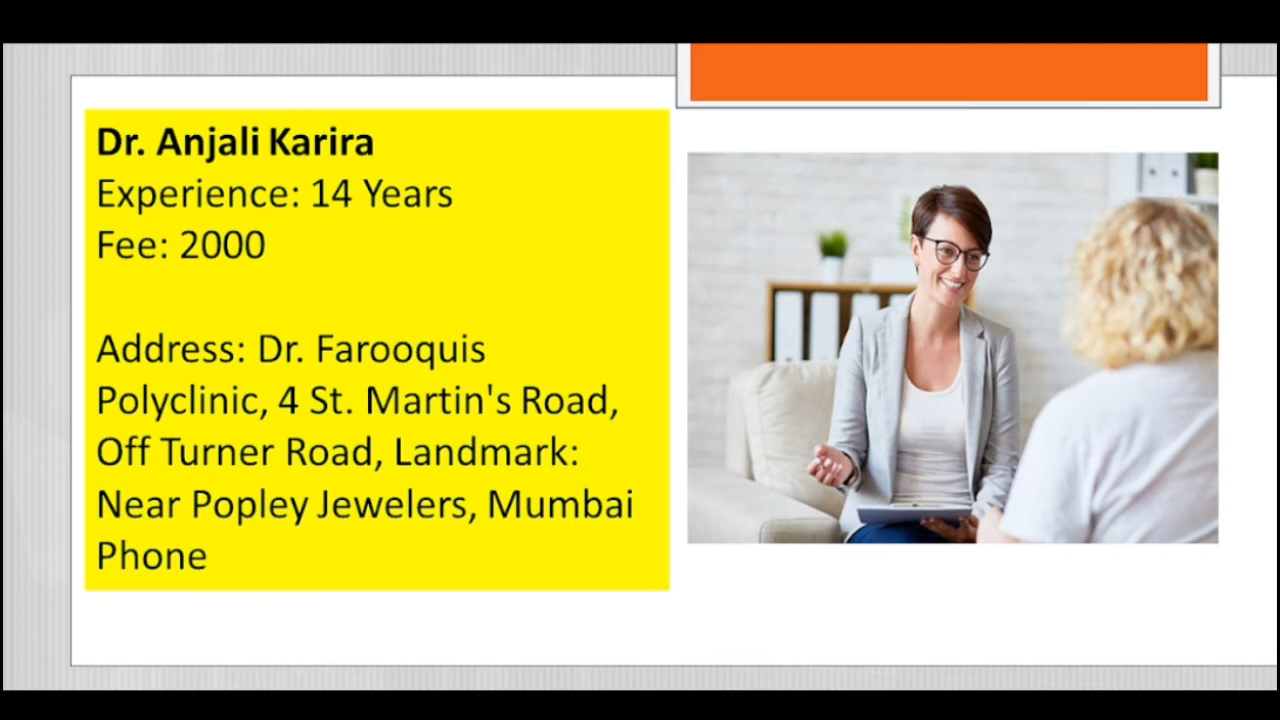 Dr. Anjali Karira
Experience: 14 Years
Fee: 2000
Address: Dr. Farooquis
Polyclinic, 4 St. Martin's Road,
Off Turner Road, Landmark:
Near Popley Jewelers, Mumbai
Phone